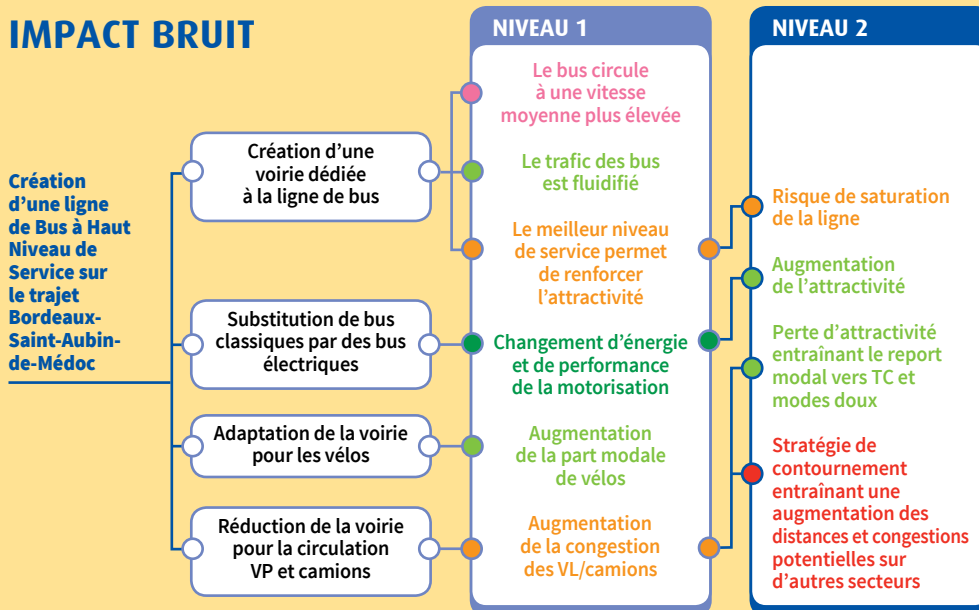 IMPACT BRUIT
Création
d'une ligne
de Bus à Haut
Niveau de
Service sur
le trajet
Bordeaux-
Saint-Aubin-
de-Médoc
Création d'une
voirie dédiée
à la ligne de bus
Substitution de bus
classiques par des bus
électriques
Adaptation de la voirie
pour les vélos
Réduction de la voirie
pour la circulation
VP et camions
NIVEAU 1
Le bus circule
à une vitesse
moyenne plus élevée
Le trafic des bus
est fluidifié
Le meilleur niveau
de service permet
de renforcer
l'attractivité
Changement d'énergie
et de performance
de la motorisation
Augmentation
de la part modale
de vélos
Augmentation
de la congestion
des VL/camions
NIVEAU 2
Risque de saturation
de la ligne
Augmentation
de l'attractivité
Perte d'attractivité
entraînant le report
modal vers TC et
modes doux
Stratégie de
contournement
entraînant une
augmentation des
distances et congestions
potentielles sur
d'autres secteurs